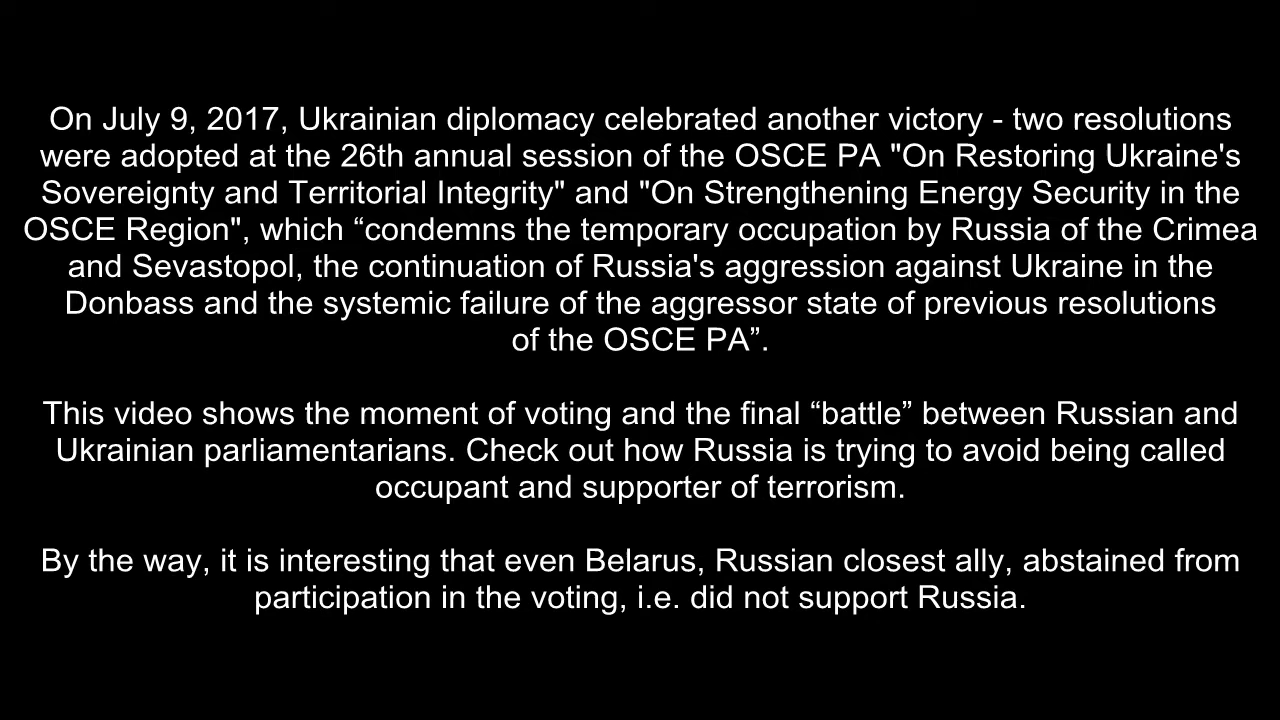 On July 9, 2017, Ukrainian diplomacy celebrated another victory - two resolutions
were adopted at the 26th annual session of the OSCE PA "On Restoring Ukraine's
Sovereignty and Territorial Integrity" and "On Strengthening Energy Security in the
OSCE Region", which “condemns the temporary occupation by Russia of the Crimea
and Sevastopol, the continuation of Russia's aggression against Ukraine in the
Donbass and the systemic failure of the aggressor state of previous resolutions
of the OSCE PA”.
This video shows the moment of voting and the final “battle” between Russian and
Ukrainian parliamentarians. Check out how Russia is trying to avoid being called
occupant and supporter of terrorism.
By the way, it is interesting that even Belarus, Russian closest ally, abstained from
participation in the voting, i.e. did not support Russia.